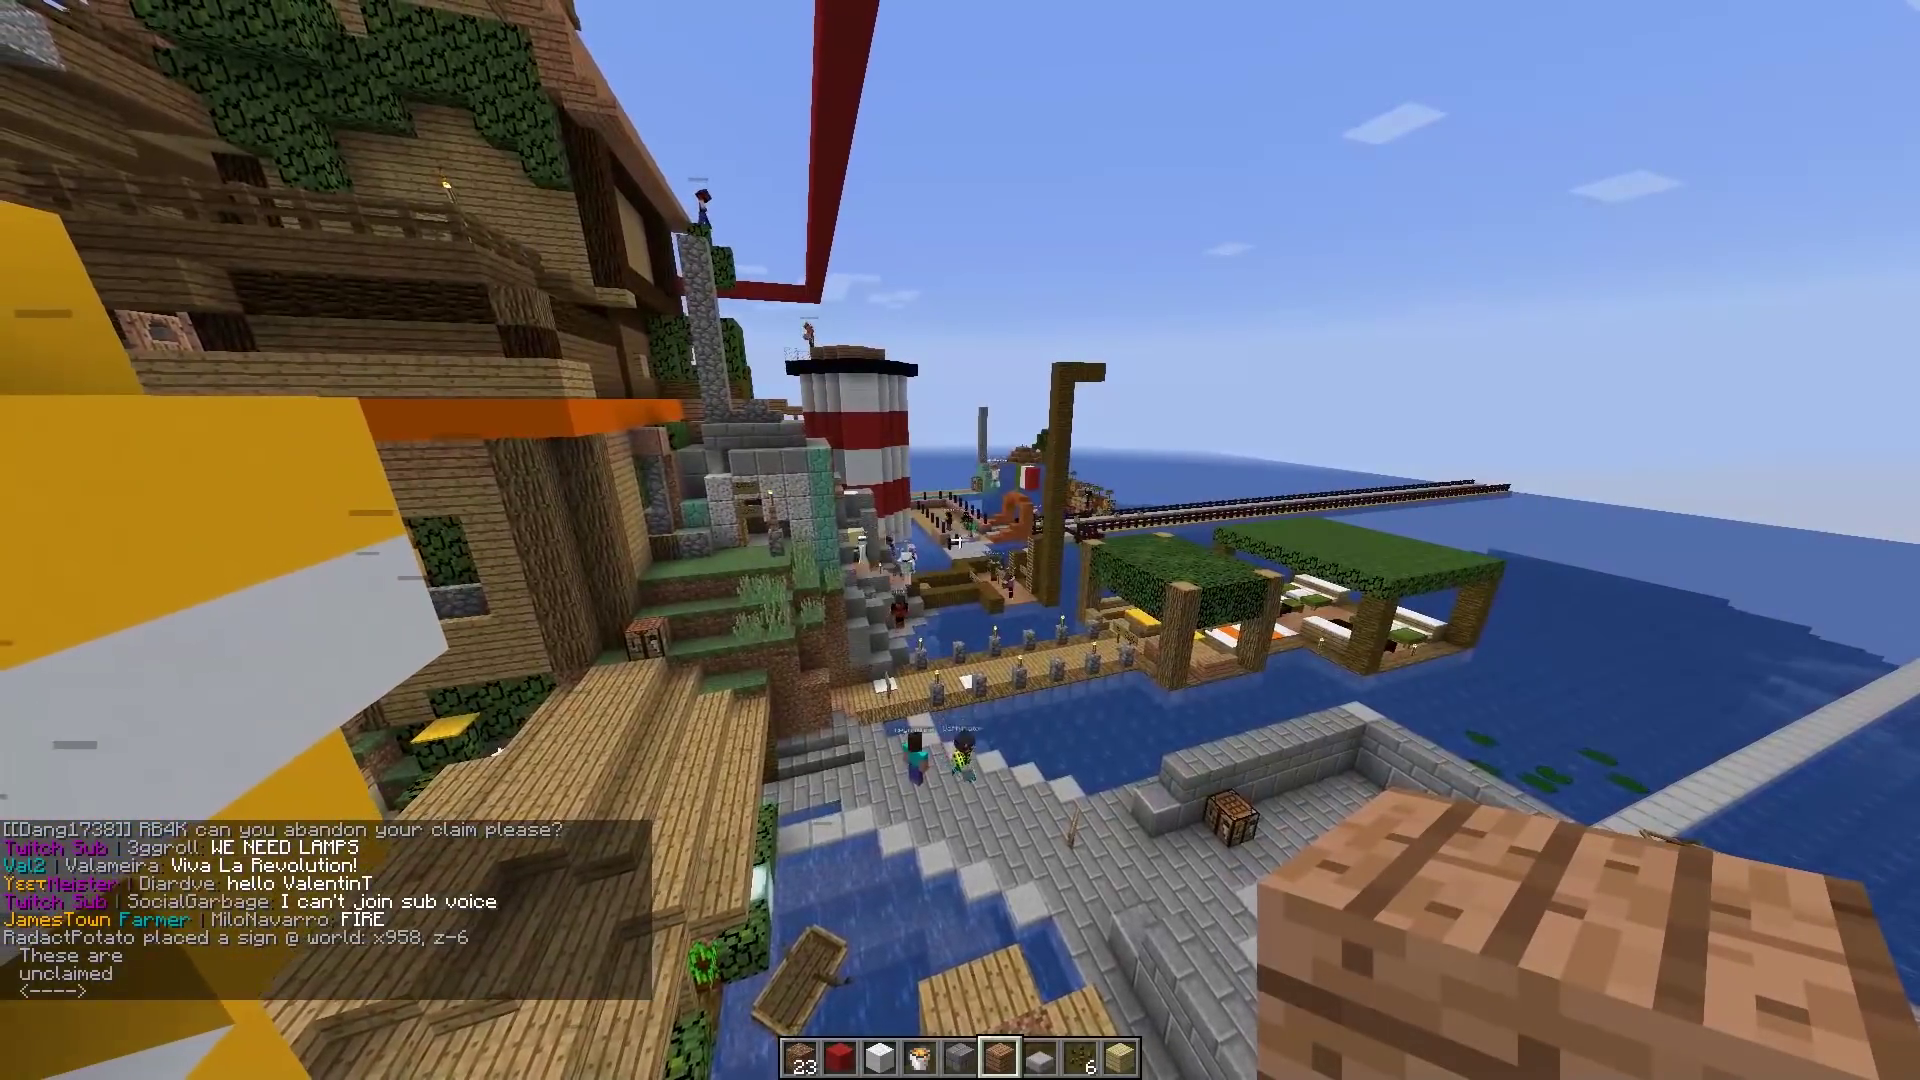 [[Dang1738]] RB4K can you abandon your claim please?
Twitch Sub | 3ggroll: WE NEED LAMPS
Val2 | Valameira: Viva La Revolution!
YεετMeister | Diardve: hello ValentinT
Twitch Sub | SocialGarbage: I can't join sub voice
JamesTown Farmer | MiloNavarro: FIRE
RadactPotato placed a sign @ world: x958, z-6
These are
unclaimed
<---->
23
6